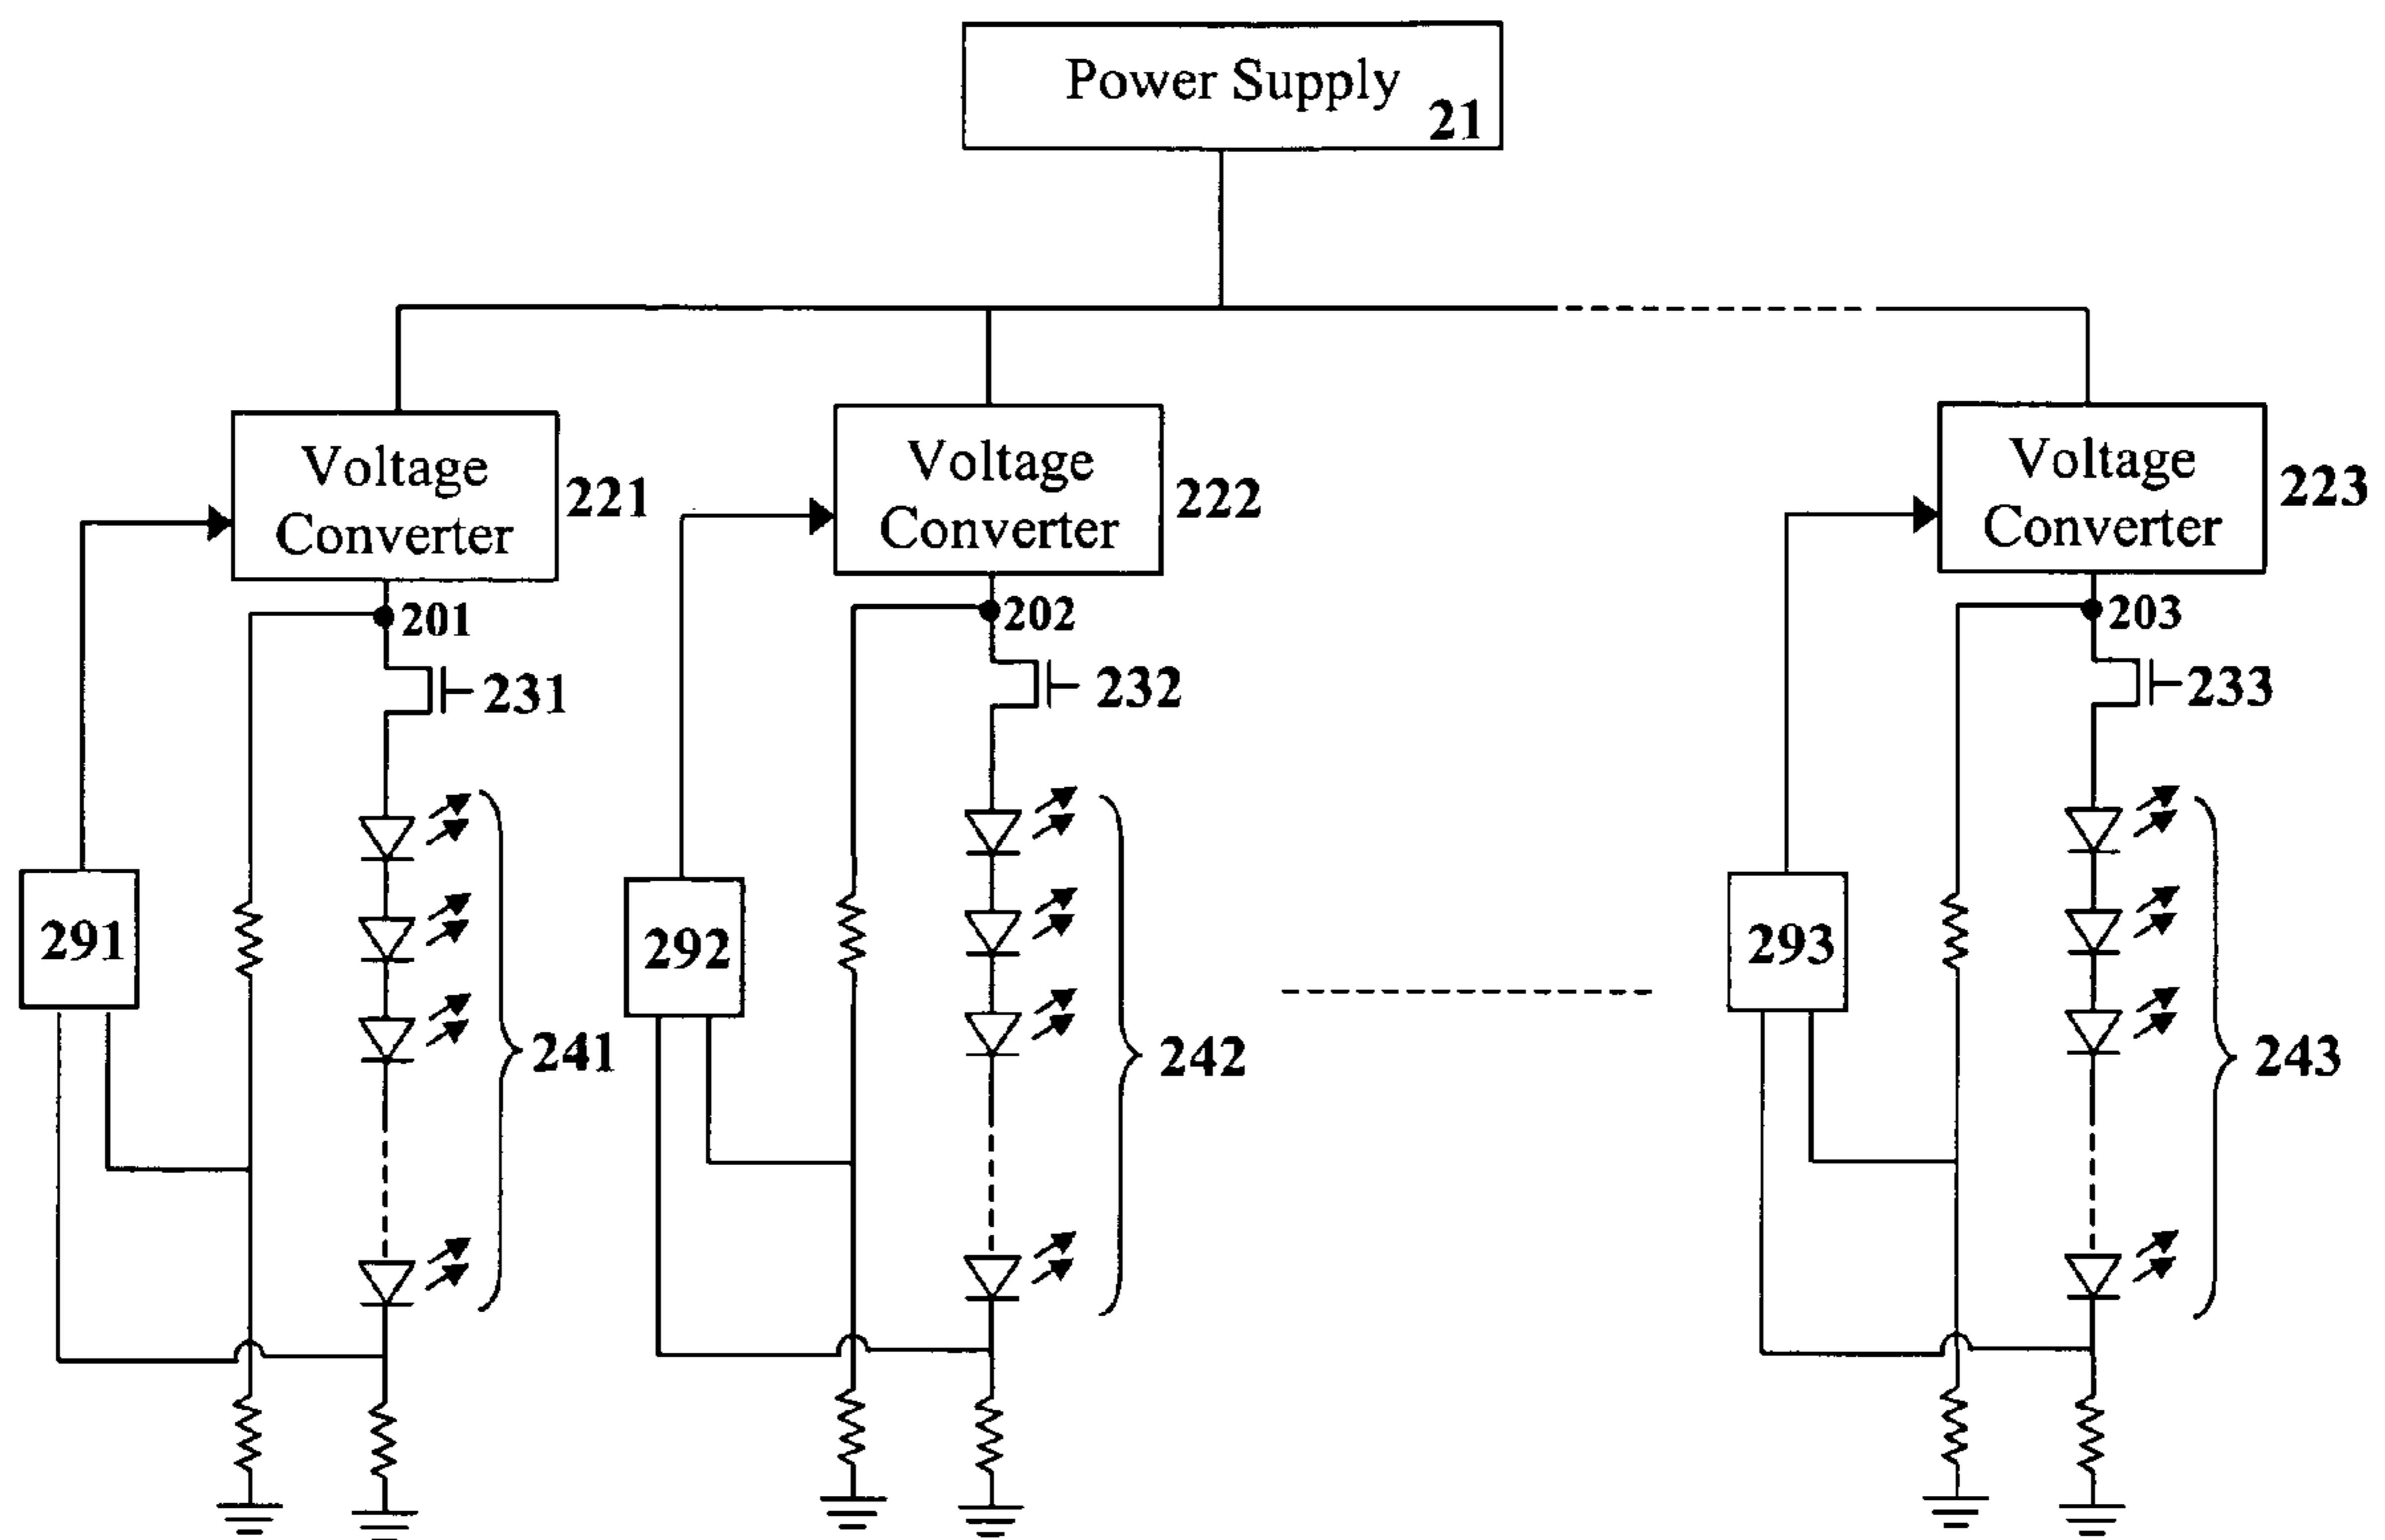 Power Supply
21
Voltage
Converter
221
Voltage
Converter
222
Voltage
Converter
223
201
202
203
231
232
233
291
292
293
241
242
243